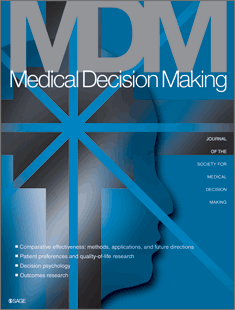 MDM
Medical Decision Making
JOURNAL
OF THE
SOCIETY FOR
MEDICAL
DECISION
MAKING
■ Comparative effectiveness: methods, applications, and future directions
■ Patient preferences and quality-of-life research
■ Decision psychology
■ Outcomes research
SAGE